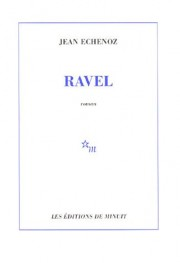 JEAN ECHENOZ
RAVEL
roman
m
LES ÉDITIONS DE MINUIT